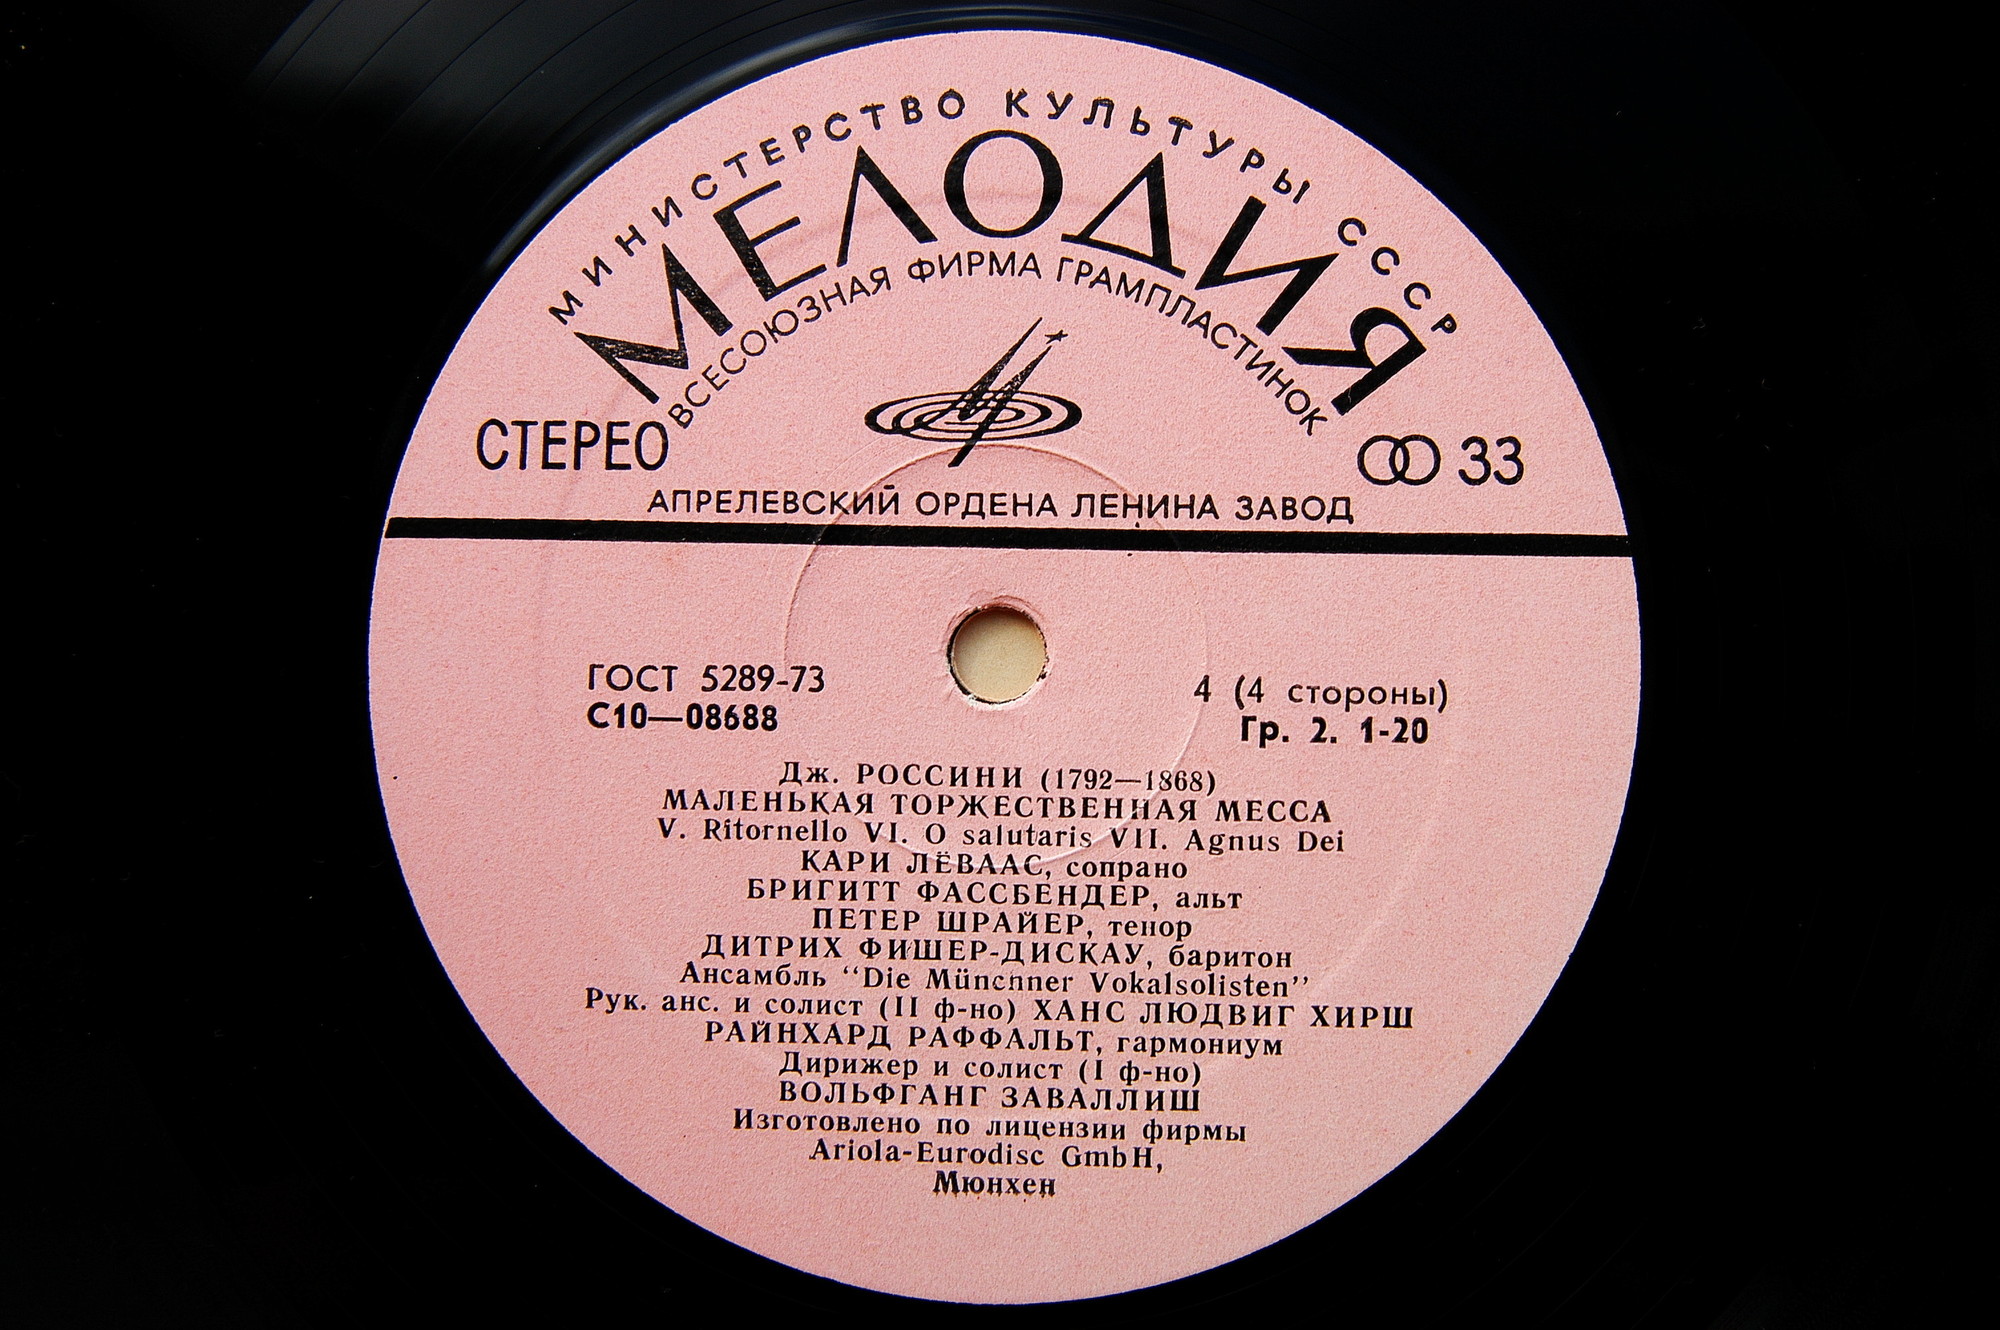 МИНИСТЕРСТВО КУЛЬТУРЫ СССР
МЕЛОДИЯ
ВСЕСОЮЗНАЯ ФИРМА ГРАМПЛАСТИНОК
СТЕРЕО
33
АПРЕЛЕВСКИЙ ОРДЕНА ЛЕНИНА ЗАВОД
ГОСТ 5289-73
С10—08688
4 (4 стороны)
Гр. 2. 1-20
Дж. РОССИНИ (1792—1868)
МАЛЕНЬКАЯ ТОРЖЕСТВЕННАЯ МЕССА
V. Ritornello VI. O salutaris VII. Agnus Dei
КАРИ ЛЁВААС, сопрано
БРИГИТТ ФАССБЕНДЕР, альт
ПЕТЕР ШРАЙЕР, тенор
ДИТРИХ ФИШЕР-ДИСКАУ, баритон
Ансамбль “Die Münchner Vokalsolisten”
Рук. анс. и солист (II ф-но) ХАНС ЛЮДВИГ ХИРШ
РАЙНХАРД РАФФАЛЬТ, гармониум
Дирижер и солист (I ф-но)
ВОЛЬФГАНГ ЗАВАЛЛИШ
Изготовлено по лицензии фирмы
Ariola-Eurodisc GmbH,
Мюнхен